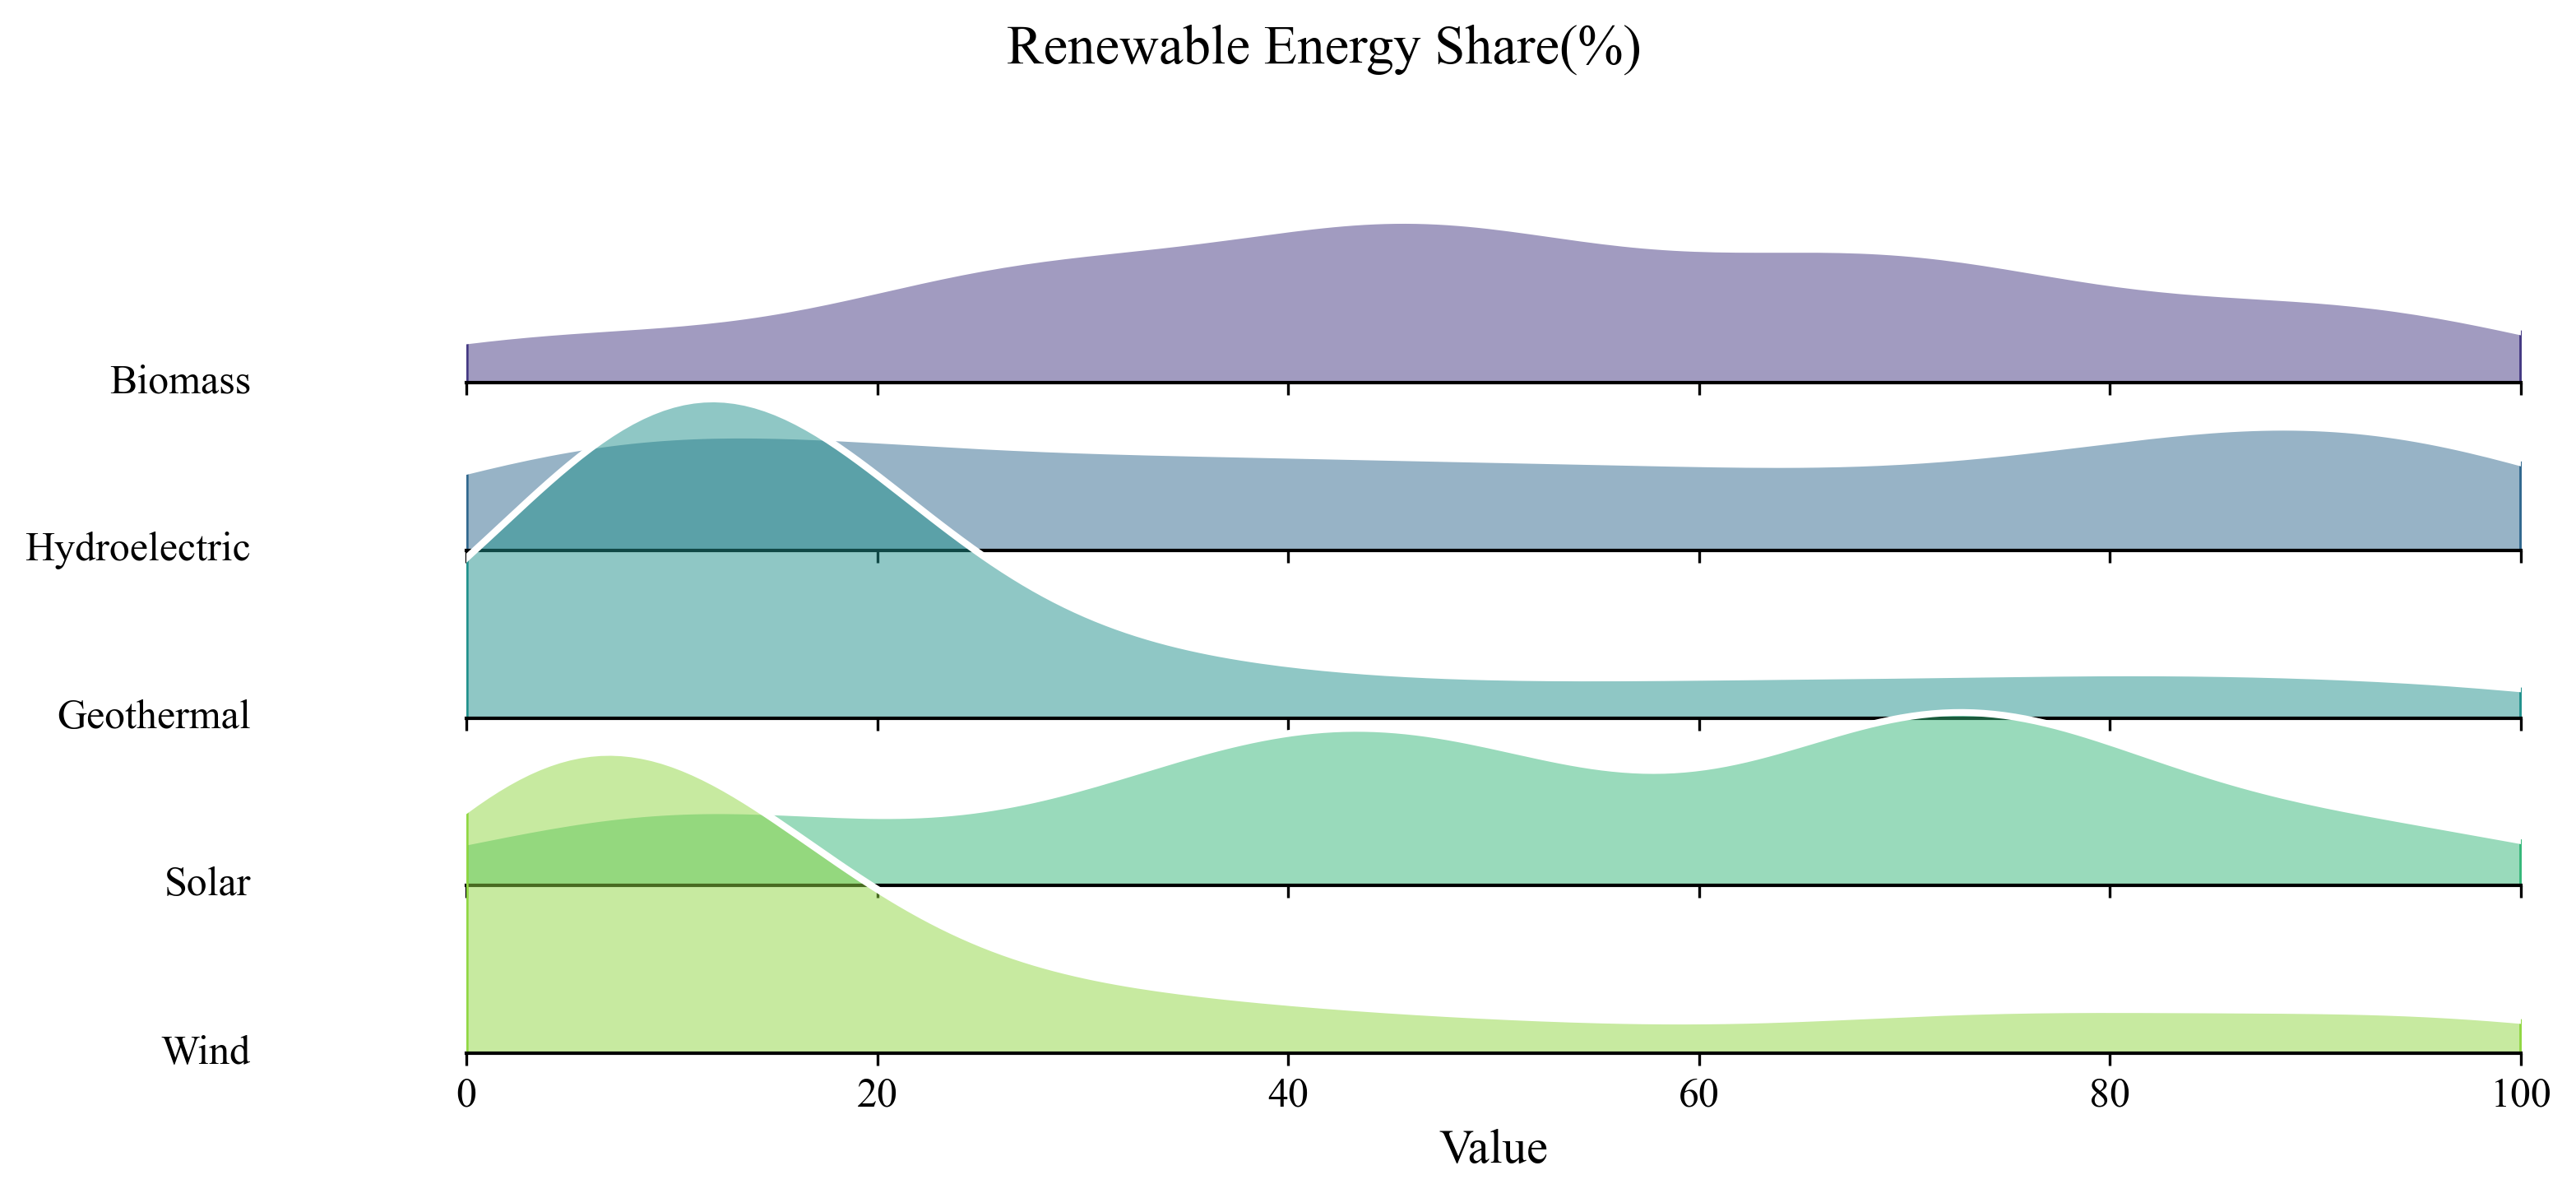 Renewable Energy Share(%)
Biomass
Hydroelectric
Geothermal
Solar
Wind
0 20 40 60 80 100
Value